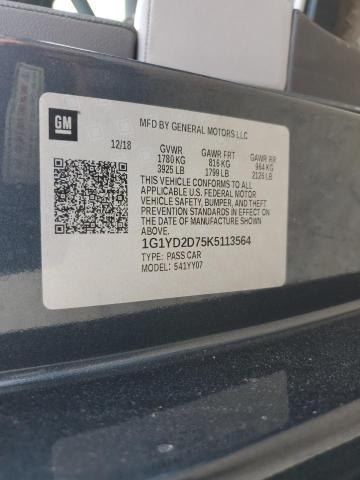 GM
MFD BY GENERAL MOTORS LLC
12/18 GVWR GAWR FRT GAWR RR
1780 KG 816 KG 964 KG
3925 LB 1799 LB 2126 LB
THIS VEHICLE CONFORMS TO ALL
APPLICABLE U.S. FEDERAL MOTOR
VEHICLE SAFETY, BUMPER, AND THEFT
PREVENTION STANDARDS IN EFFECT ON
THE DATE OF MANUFACTURE SHOWN
ABOVE.
1G1YD2D75K5113564
TYPE: PASS CAR
MODEL: 541YY07